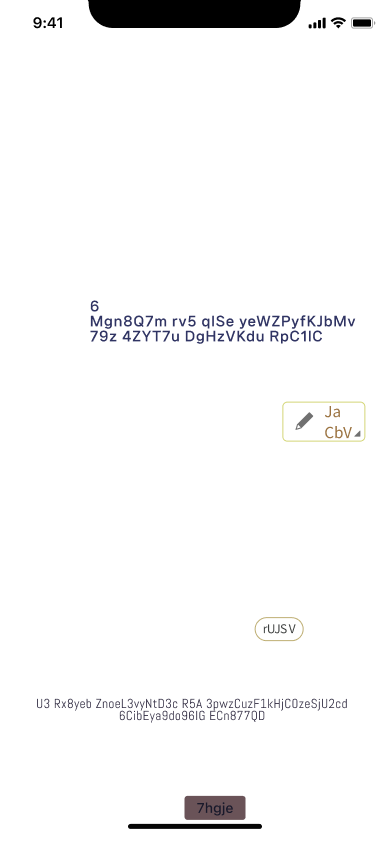 9:41
6
Mgn8Q7m rv5 qlSe yeWZPyfKJbMv
79z 4ZYT7u DgHzVKdu RpC1IC
Ja
CbV
rUJSV
U3 Rx8yeb ZnoeL3vyNtD3c R5A 3pwzCuzF1kHjC0zeSjU2cd
6CibEya9do96IG ECn877QD
7hgje